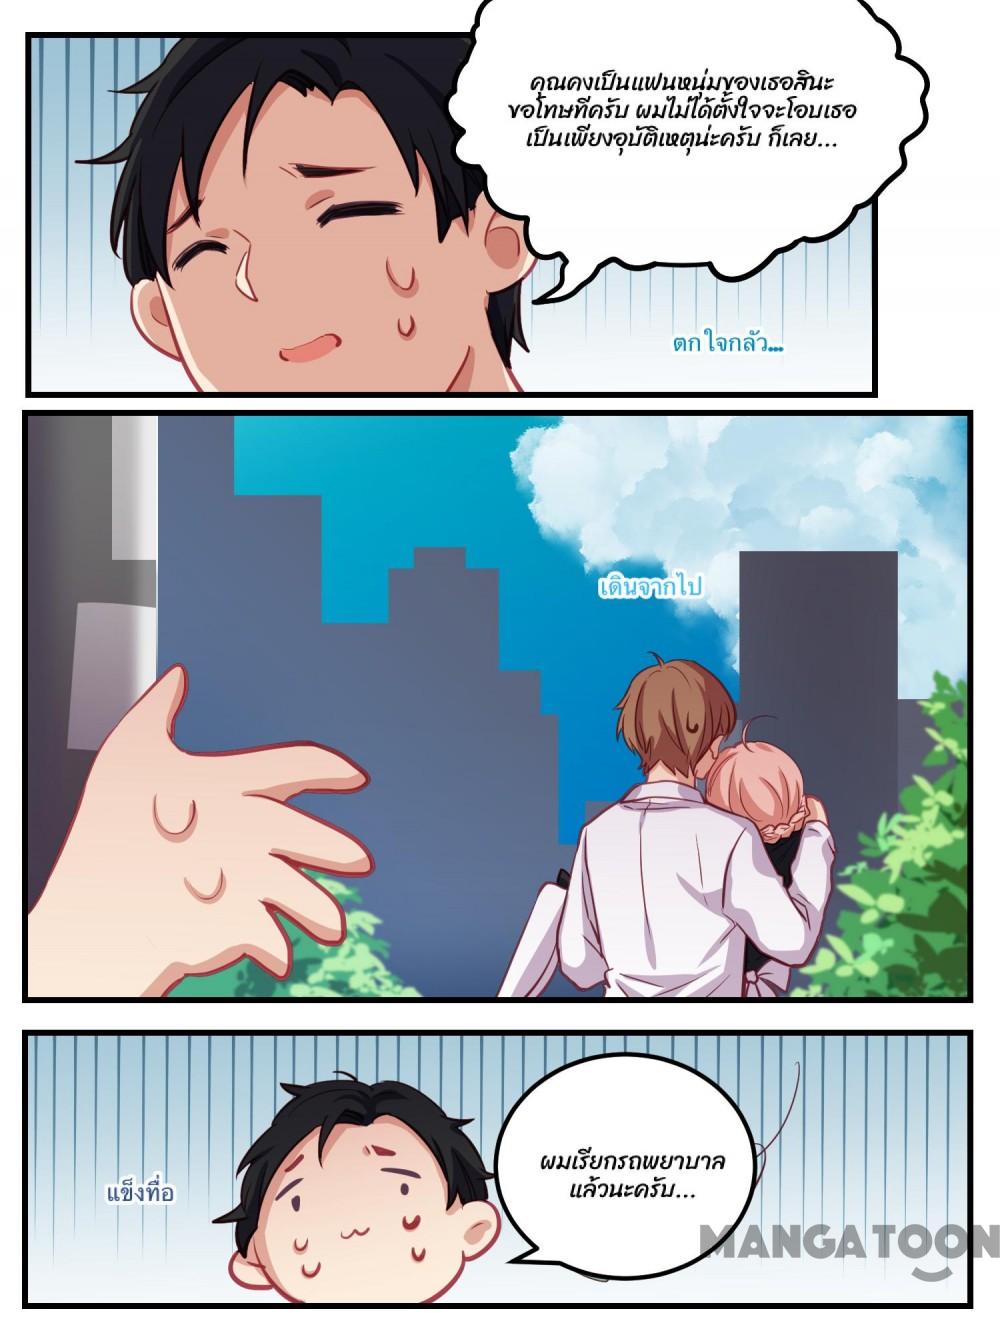 คุณคงเป็นแฟนหนุ่มของเธอสินะ
ขอโทษทีครับ ผมไม่ได้ตั้งใจจะโอบเธอ
เป็นเพียงอุบัติเหตุน่ะครับ ก็เลย...
ตกใจกลัว...
เดินจากไป
ผมเรียกรถพยาบาล
แล้วนะครับ...
แข็งทื่อ
MANGATOON